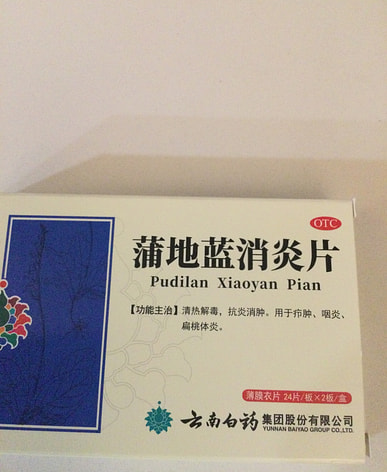 OTC
蒲地蓝消炎片
Pudilan Xiaoyan Pian
【功能主治】清热解毒，抗炎消肿。用于疖肿、咽炎、
扁桃体炎。
薄膜衣片 24片/板×2板/盒
云南白药 集团股份有限公司
YUNNAN BAIYAO GROUP CO.,LTD.